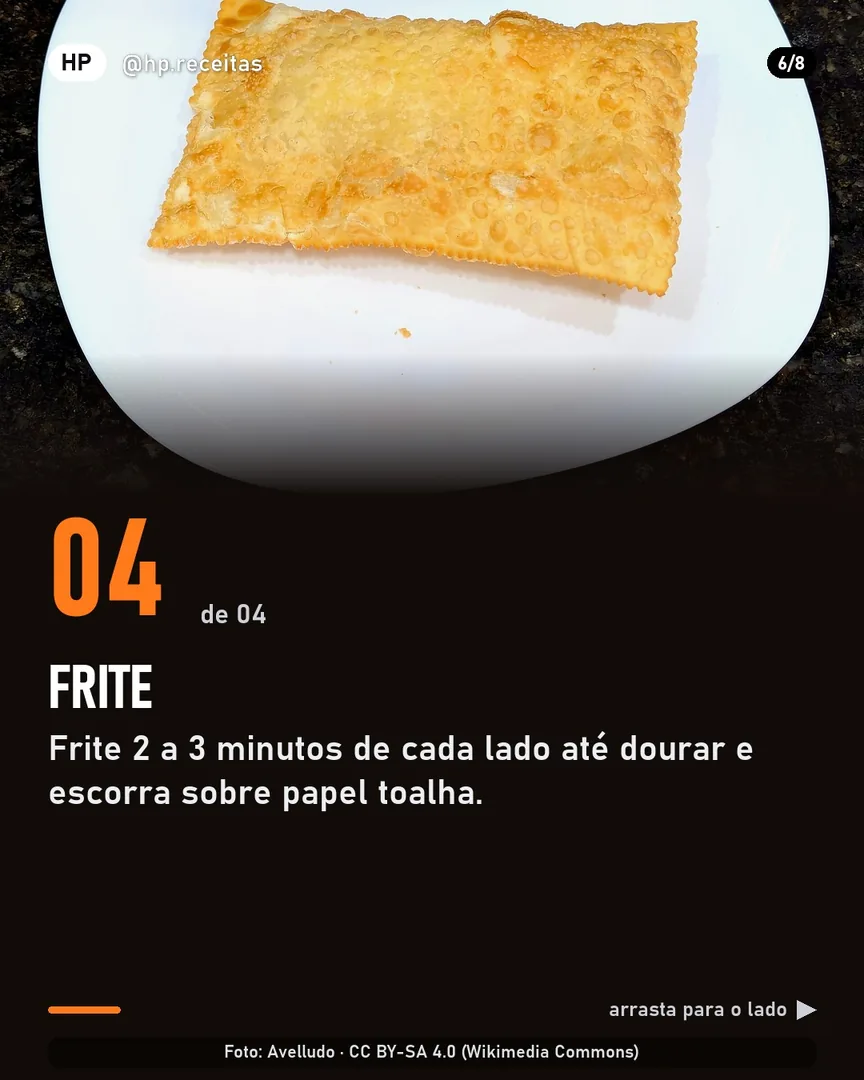 HP @hp.receitas 6/8
04 de 04
FRITE
Frite 2 a 3 minutos de cada lado até dourar e
escorra sobre papel toalha.
arrasta para o lado ▶
Foto: Avelludo · CC BY-SA 4.0 (Wikimedia Commons)